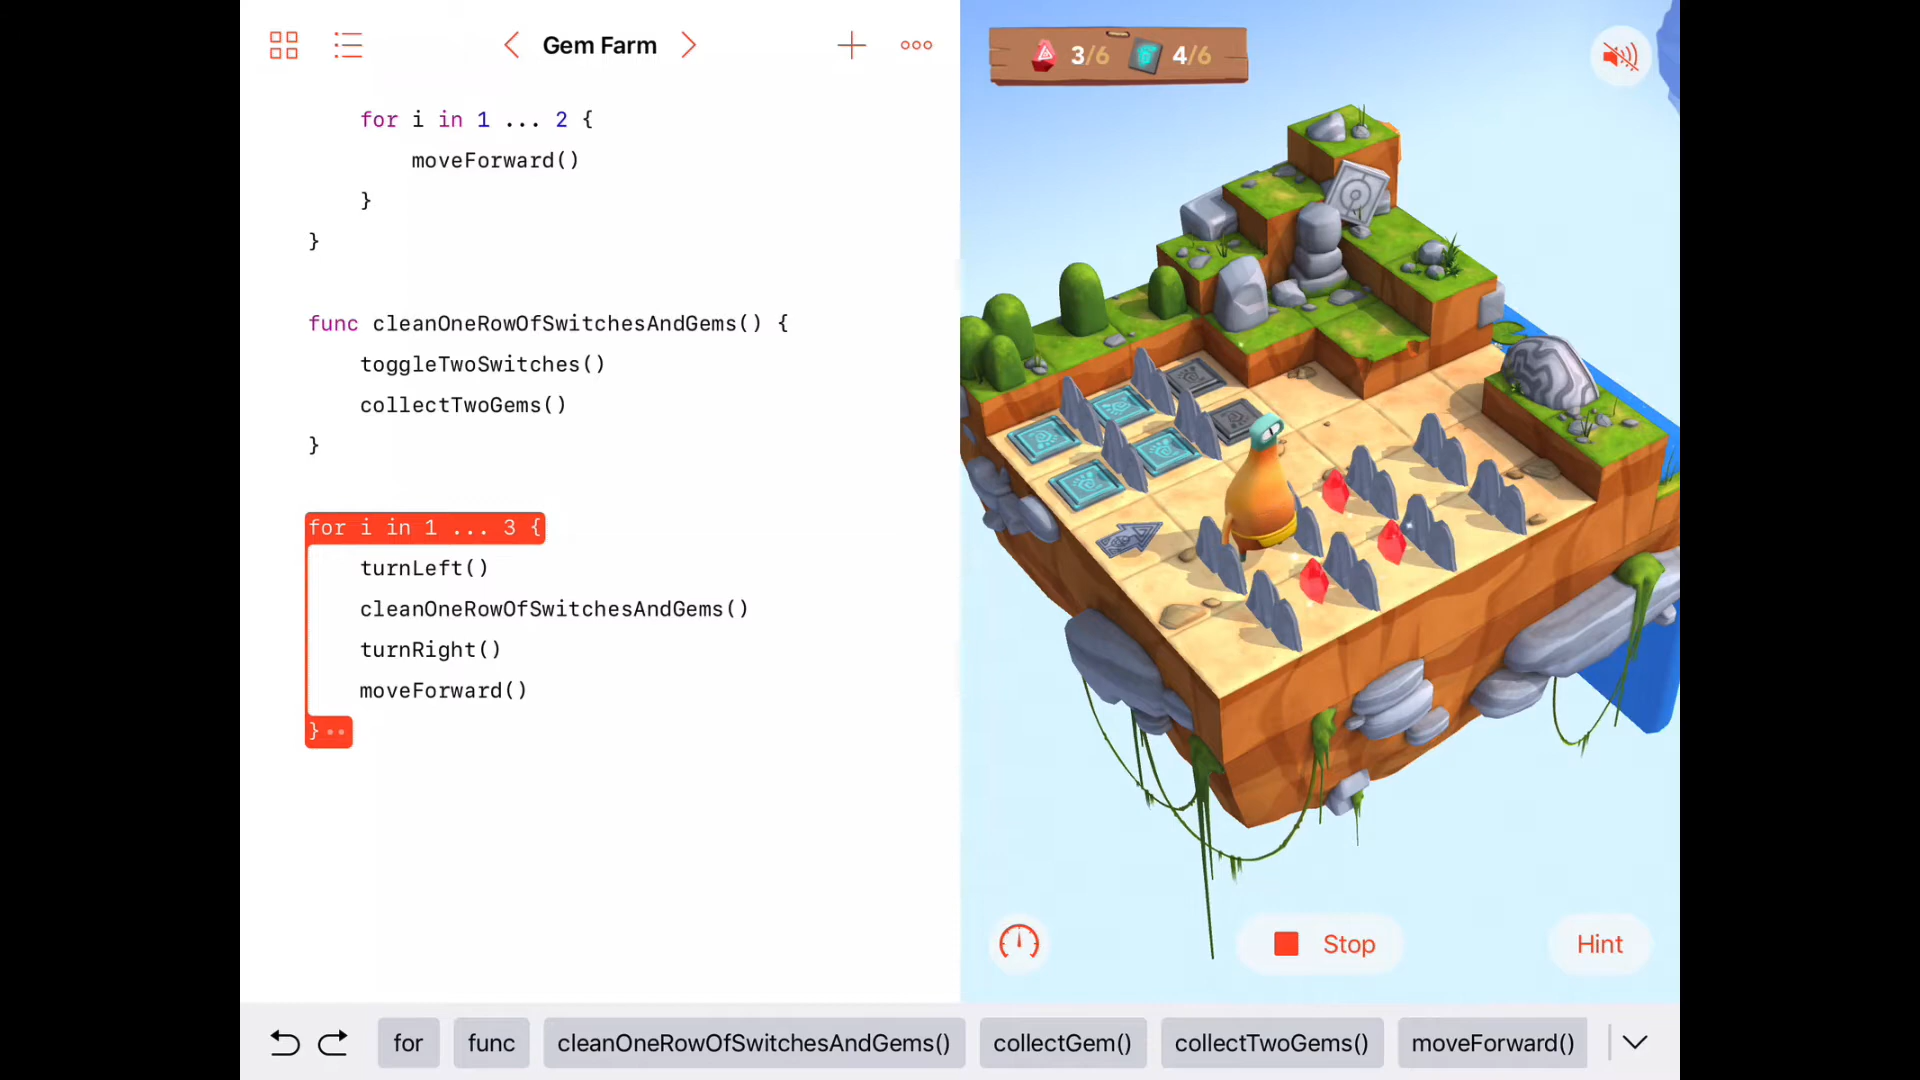 Gem Farm
for i in 1 ... 2 {
moveForward()
}
}
func cleanOneRowOfSwitchesAndGems() {
toggleTwoSwitches()
collectTwoGems()
}
for i in 1 ... 3 {
turnLeft()
cleanOneRowOfSwitchesAndGems()
turnRight()
moveForward()
}
3/6 4/6
Stop
Hint
for func cleanOneRowOfSwitchesAndGems() collectGem() collectTwoGems() moveForward()